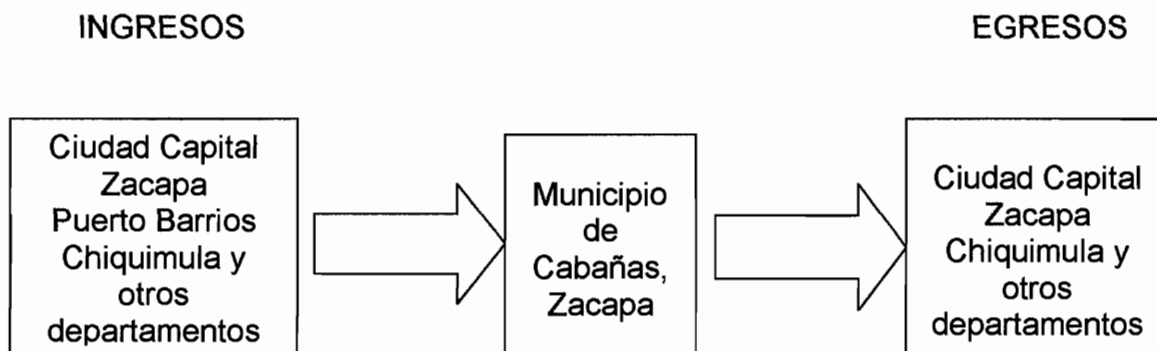 INGRESOS
EGRESOS
Ciudad Capital
Zacapa
Puerto Barrios
Chiquimula y
otros
departamentos
Municipio
de
Cabañas,
Zacapa
Ciudad Capital
Zacapa
Chiquimula y
otros
departamentos